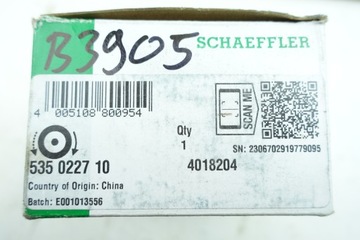 B3905
SCHAEFFLER
4 005108 800954
SCAN ME
Qty
1
SN: 2306702919779095
535 0227 10
4018204
Country of Origin: China
Batch: E001013556